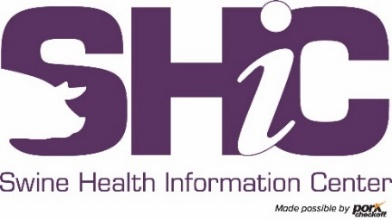 SHiC
Swine Health Information Center
Made possible by pork checkoff